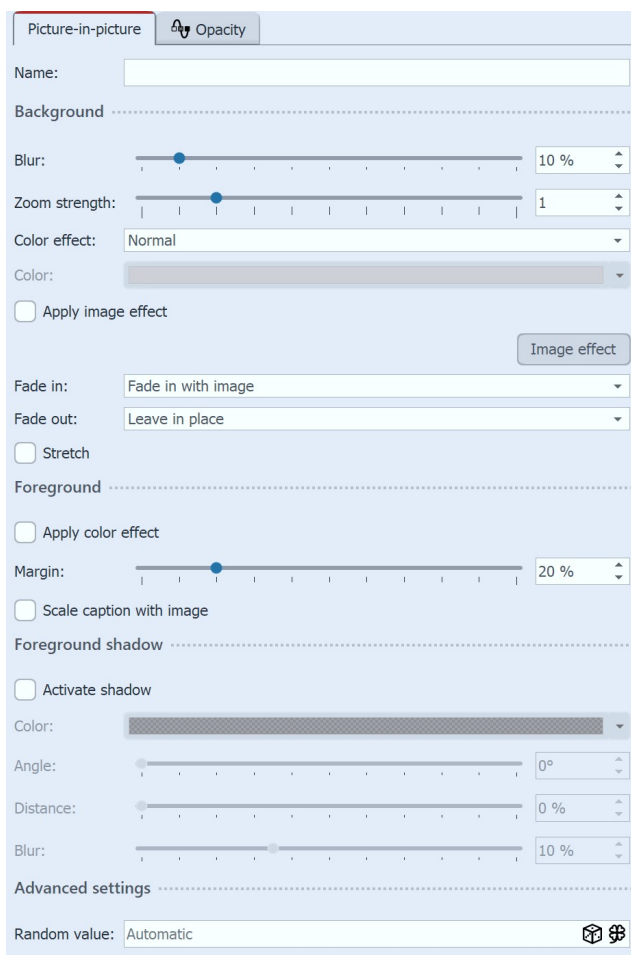 Picture-in-picture Opacity
Name:
Background
Blur: 10 %
Zoom strength: 1
Color effect: Normal
Color:
Apply image effect
Image effect
Fade in: Fade in with image
Fade out: Leave in place
Stretch
Foreground
Apply color effect
Margin: 20 %
Scale caption with image
Foreground shadow
Activate shadow
Color:
Angle: 0°
Distance: 0 %
Blur: 10 %
Advanced settings
Random value: Automatic